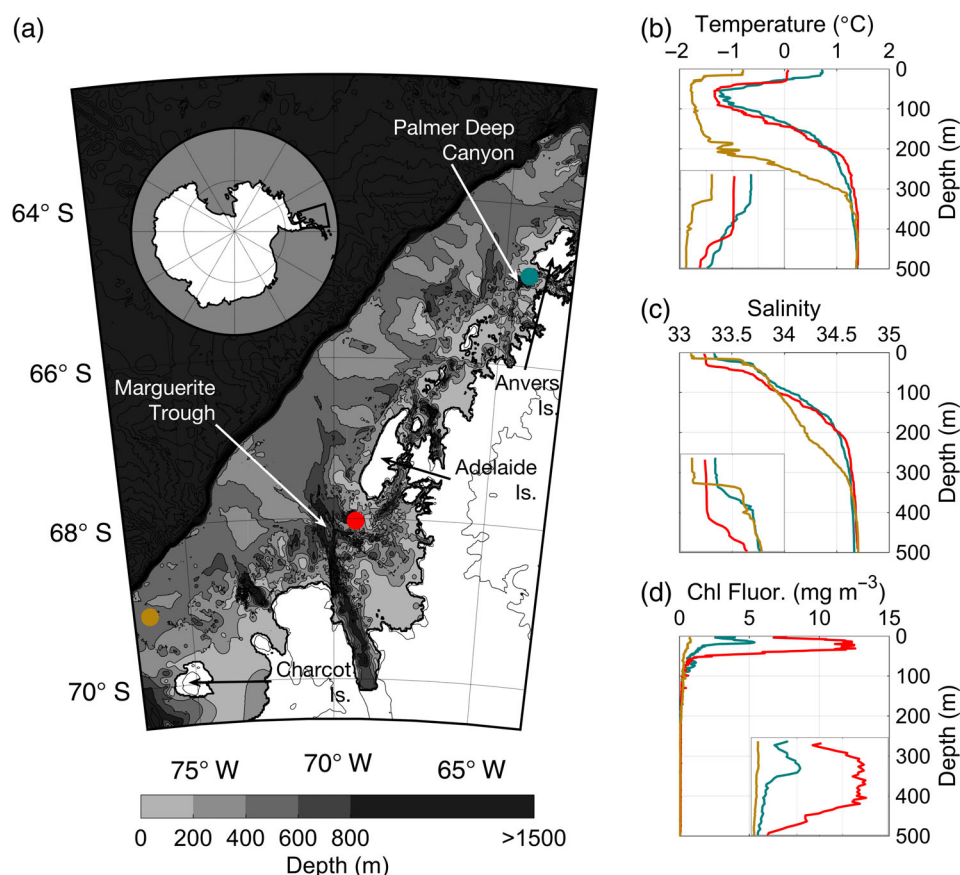 (a)
Palmer Deep
Canyon
64° S
66° S
68° S
70° S
Marguerite
Trough
Anvers
Is.
Adelaide
Is.
Charcot
Is.
75° W 70° W 65° W
0 200 400 600 800 >1500
Depth (m)
(b)
Temperature (°C)
−2 −1 0 1 2
0
100
200
300
400
500
Depth (m)
(c)
Salinity
33 33.5 34 34.5 35
0
100
200
300
400
500
Depth (m)
(d)
Chl Fluor. (mg m⁻³)
0 5 10 15
0
100
200
300
400
500
Depth (m)